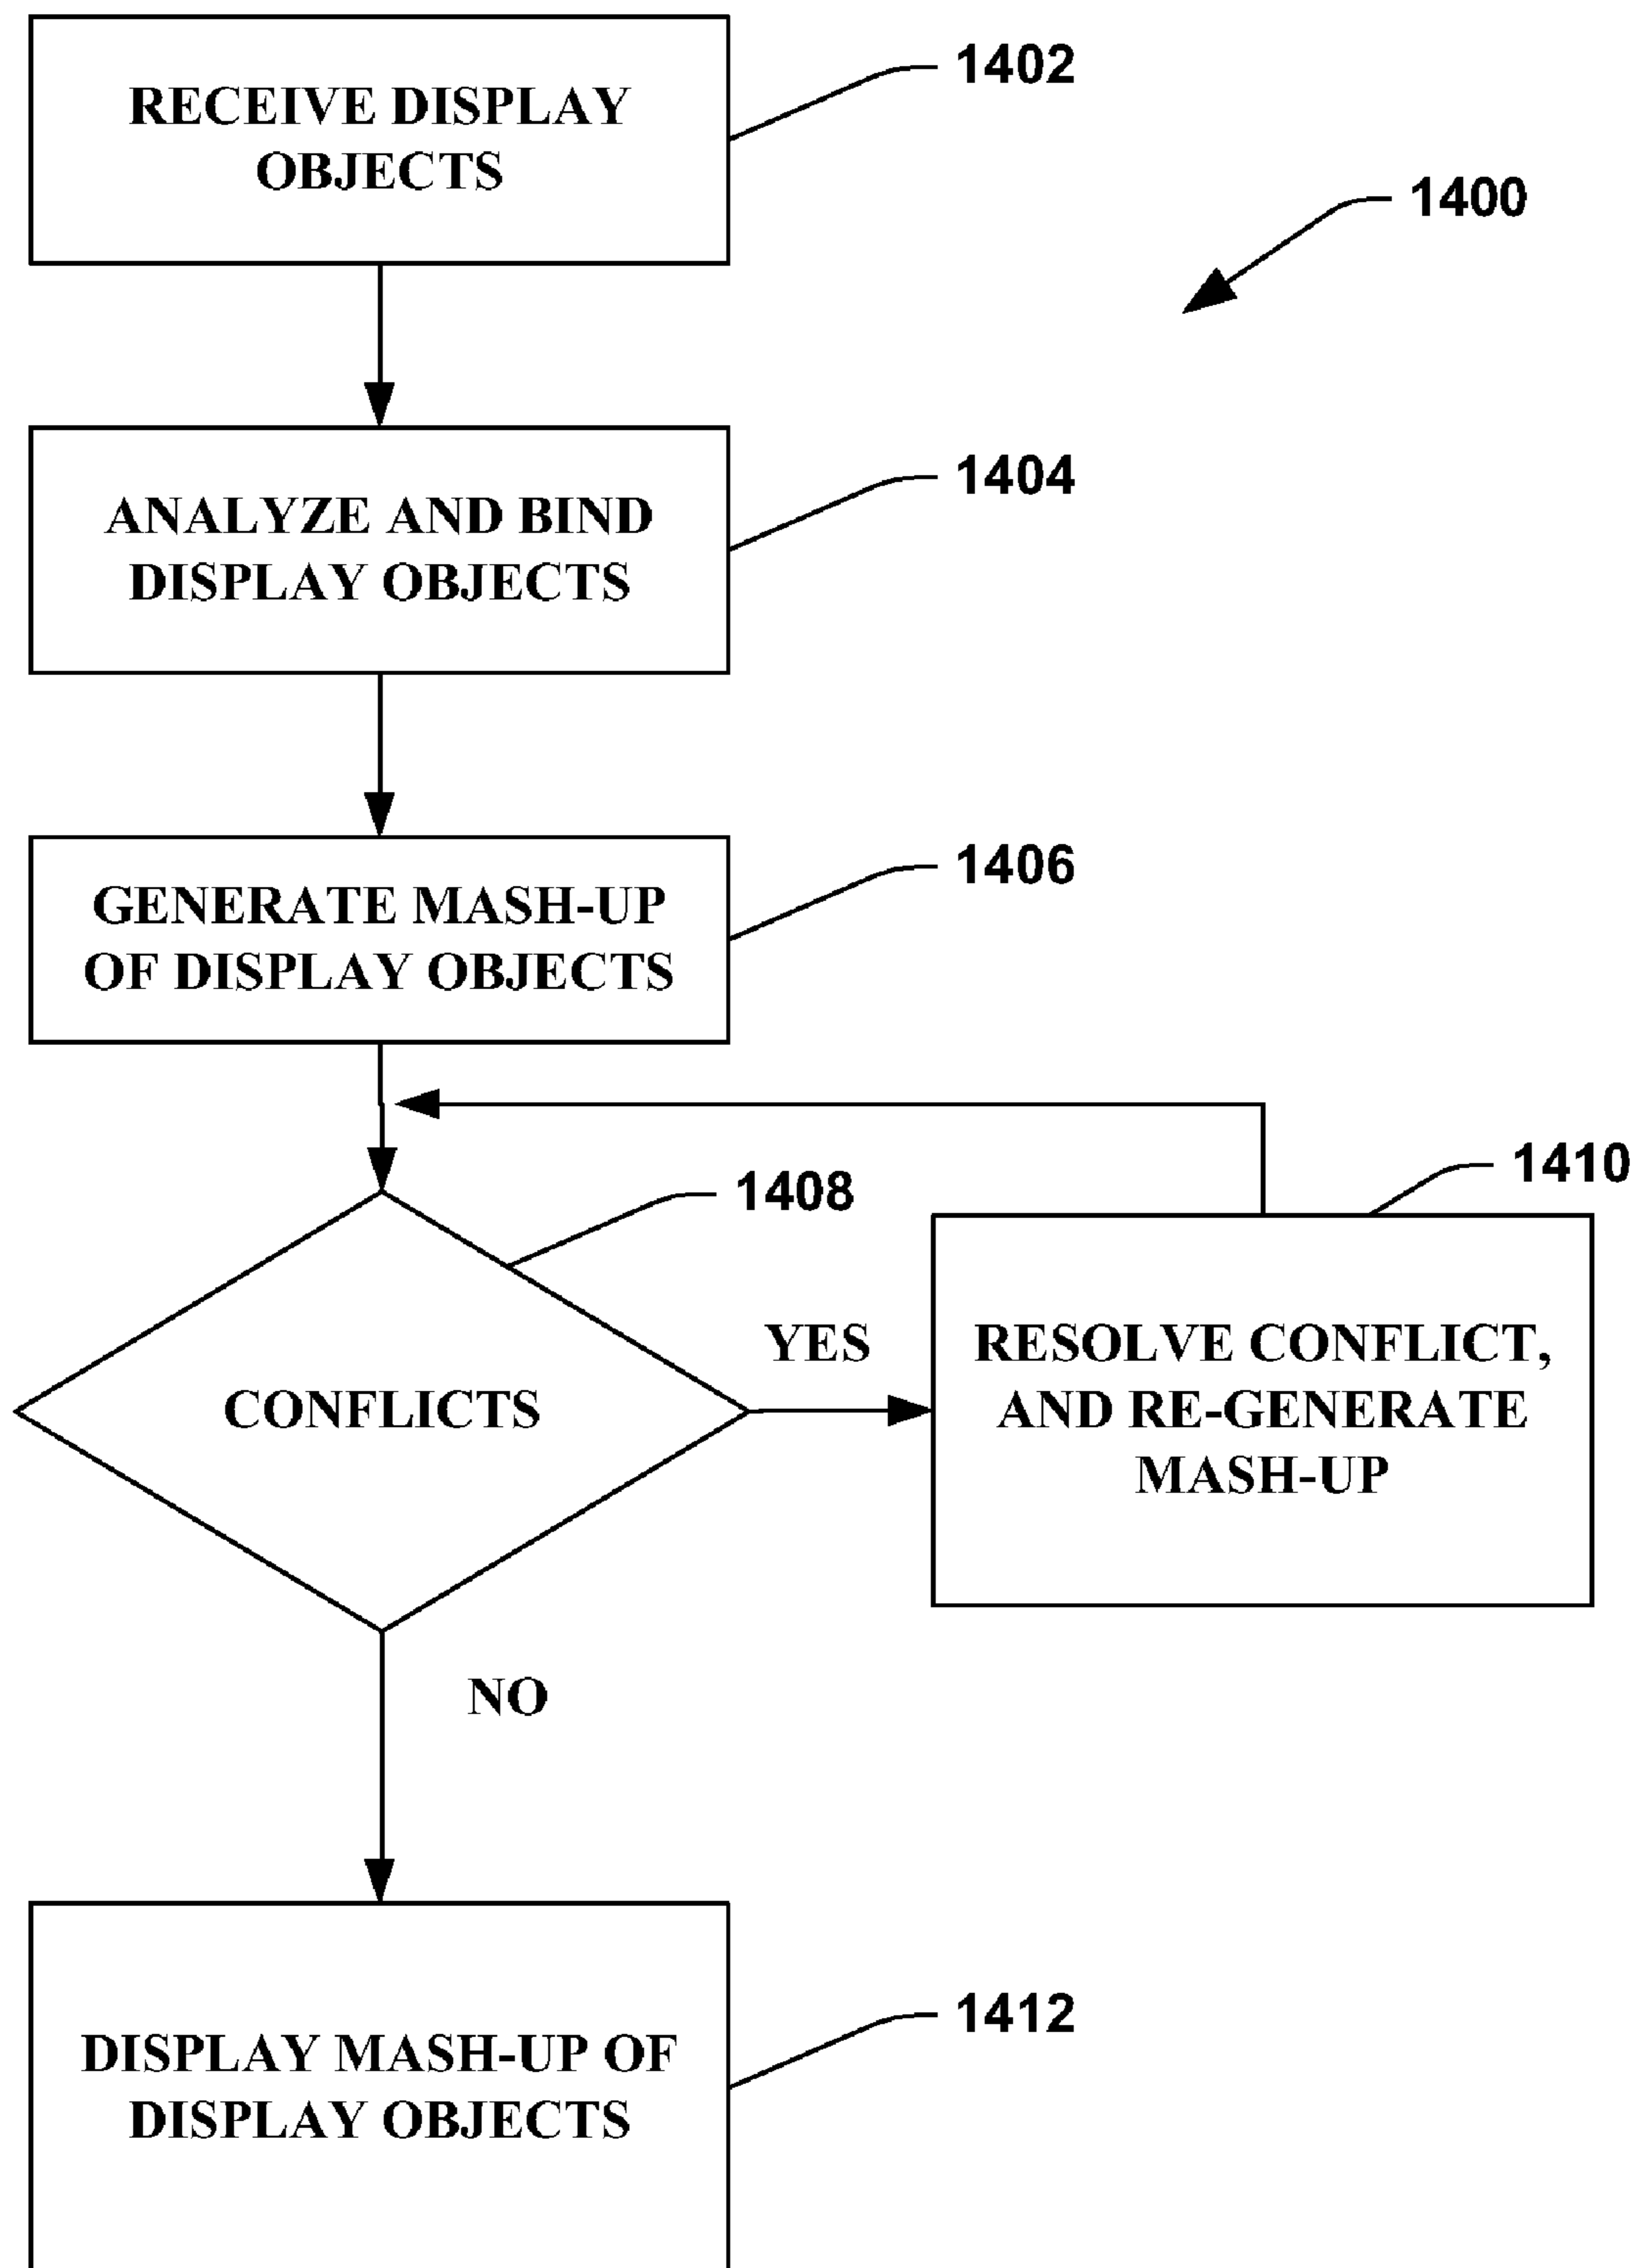 RECEIVE DISPLAY
OBJECTS
1402
1400
ANALYZE AND BIND
DISPLAY OBJECTS
1404
GENERATE MASH-UP
OF DISPLAY OBJECTS
1406
CONFLICTS
1408
YES
RESOLVE CONFLICT,
AND RE-GENERATE
MASH-UP
1410
NO
DISPLAY MASH-UP OF
DISPLAY OBJECTS
1412